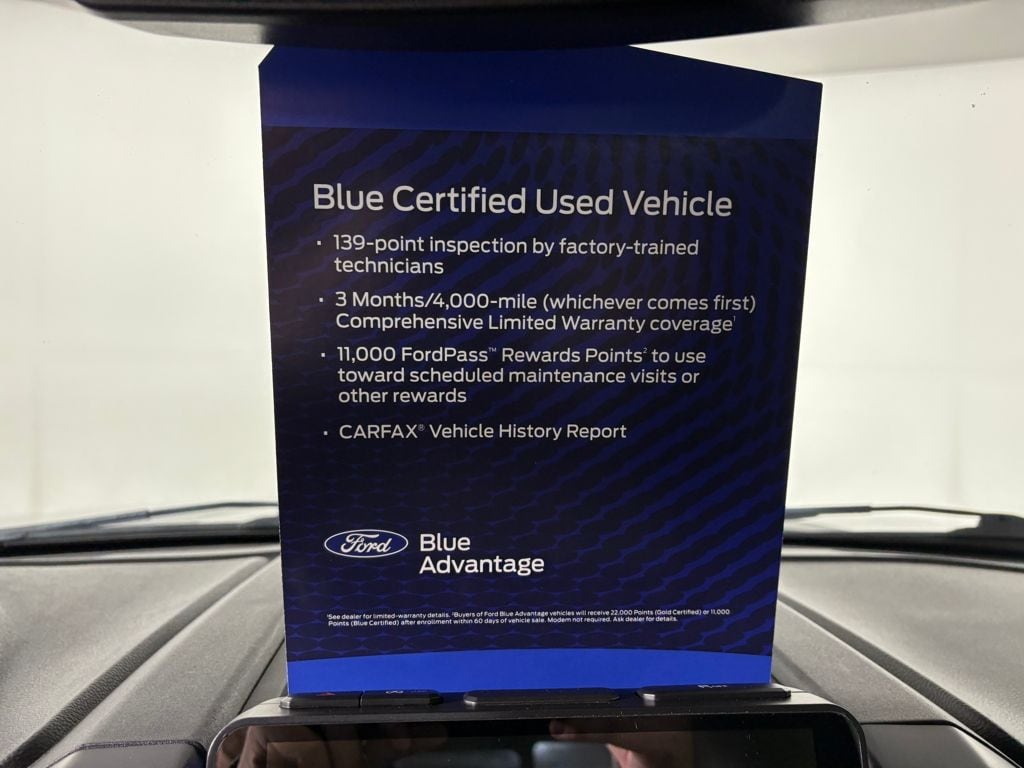 Blue Certified Used Vehicle
· 139-point inspection by factory-trained
technicians
· 3 Months/4,000-mile (whichever comes first)
Comprehensive Limited Warranty coverage¹
· 11,000 FordPass™ Rewards Points² to use
toward scheduled maintenance visits or
other rewards
· CARFAX® Vehicle History Report
Ford
Blue
Advantage
¹See dealer for limited-warranty details. ²Buyers of Ford Blue Advantage vehicles will receive 22,000 Points (Gold Certified) or 11,000
Points (Blue Certified) after enrollment within 60 days of vehicle sale. Modem not required. Ask dealer for details.